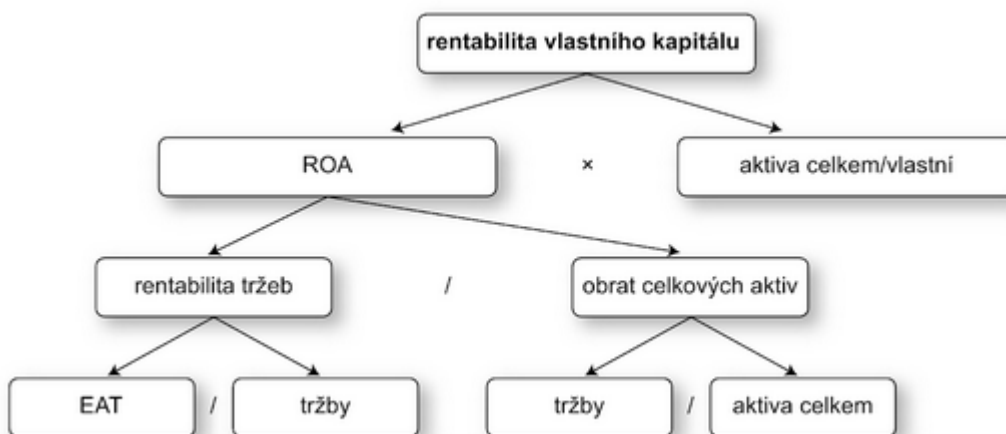 rentabilita vlastního kapitálu
ROA × aktiva celkem/vlastní
rentabilita tržeb / obrat celkových aktiv
EAT / tržby tržby / aktiva celkem